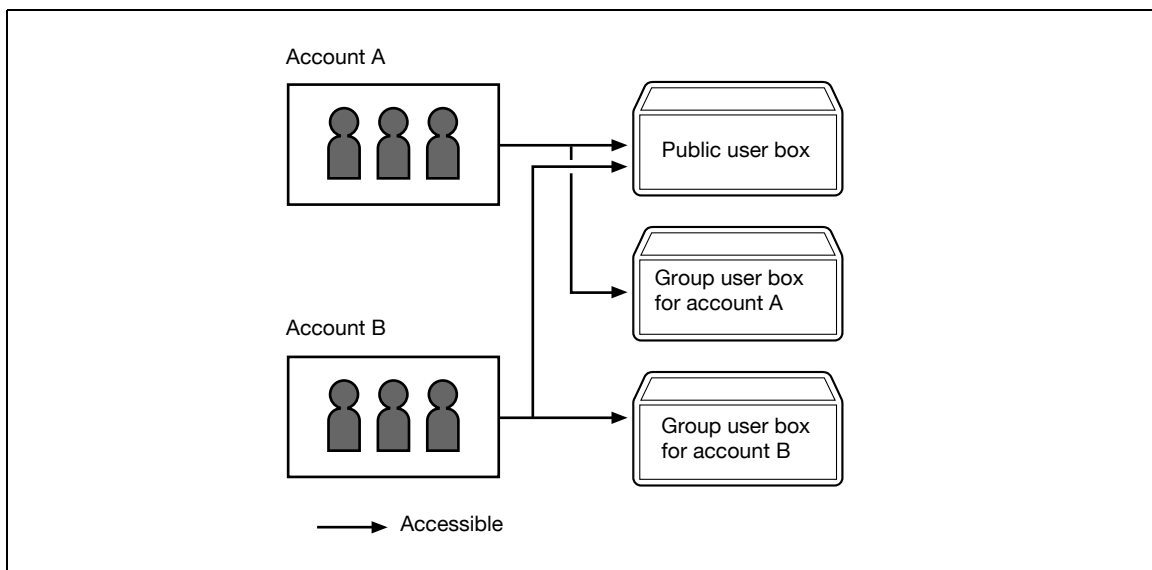 Account A
Public user box
Group user box
for account A
Account B
Group user box
for account B
Accessible